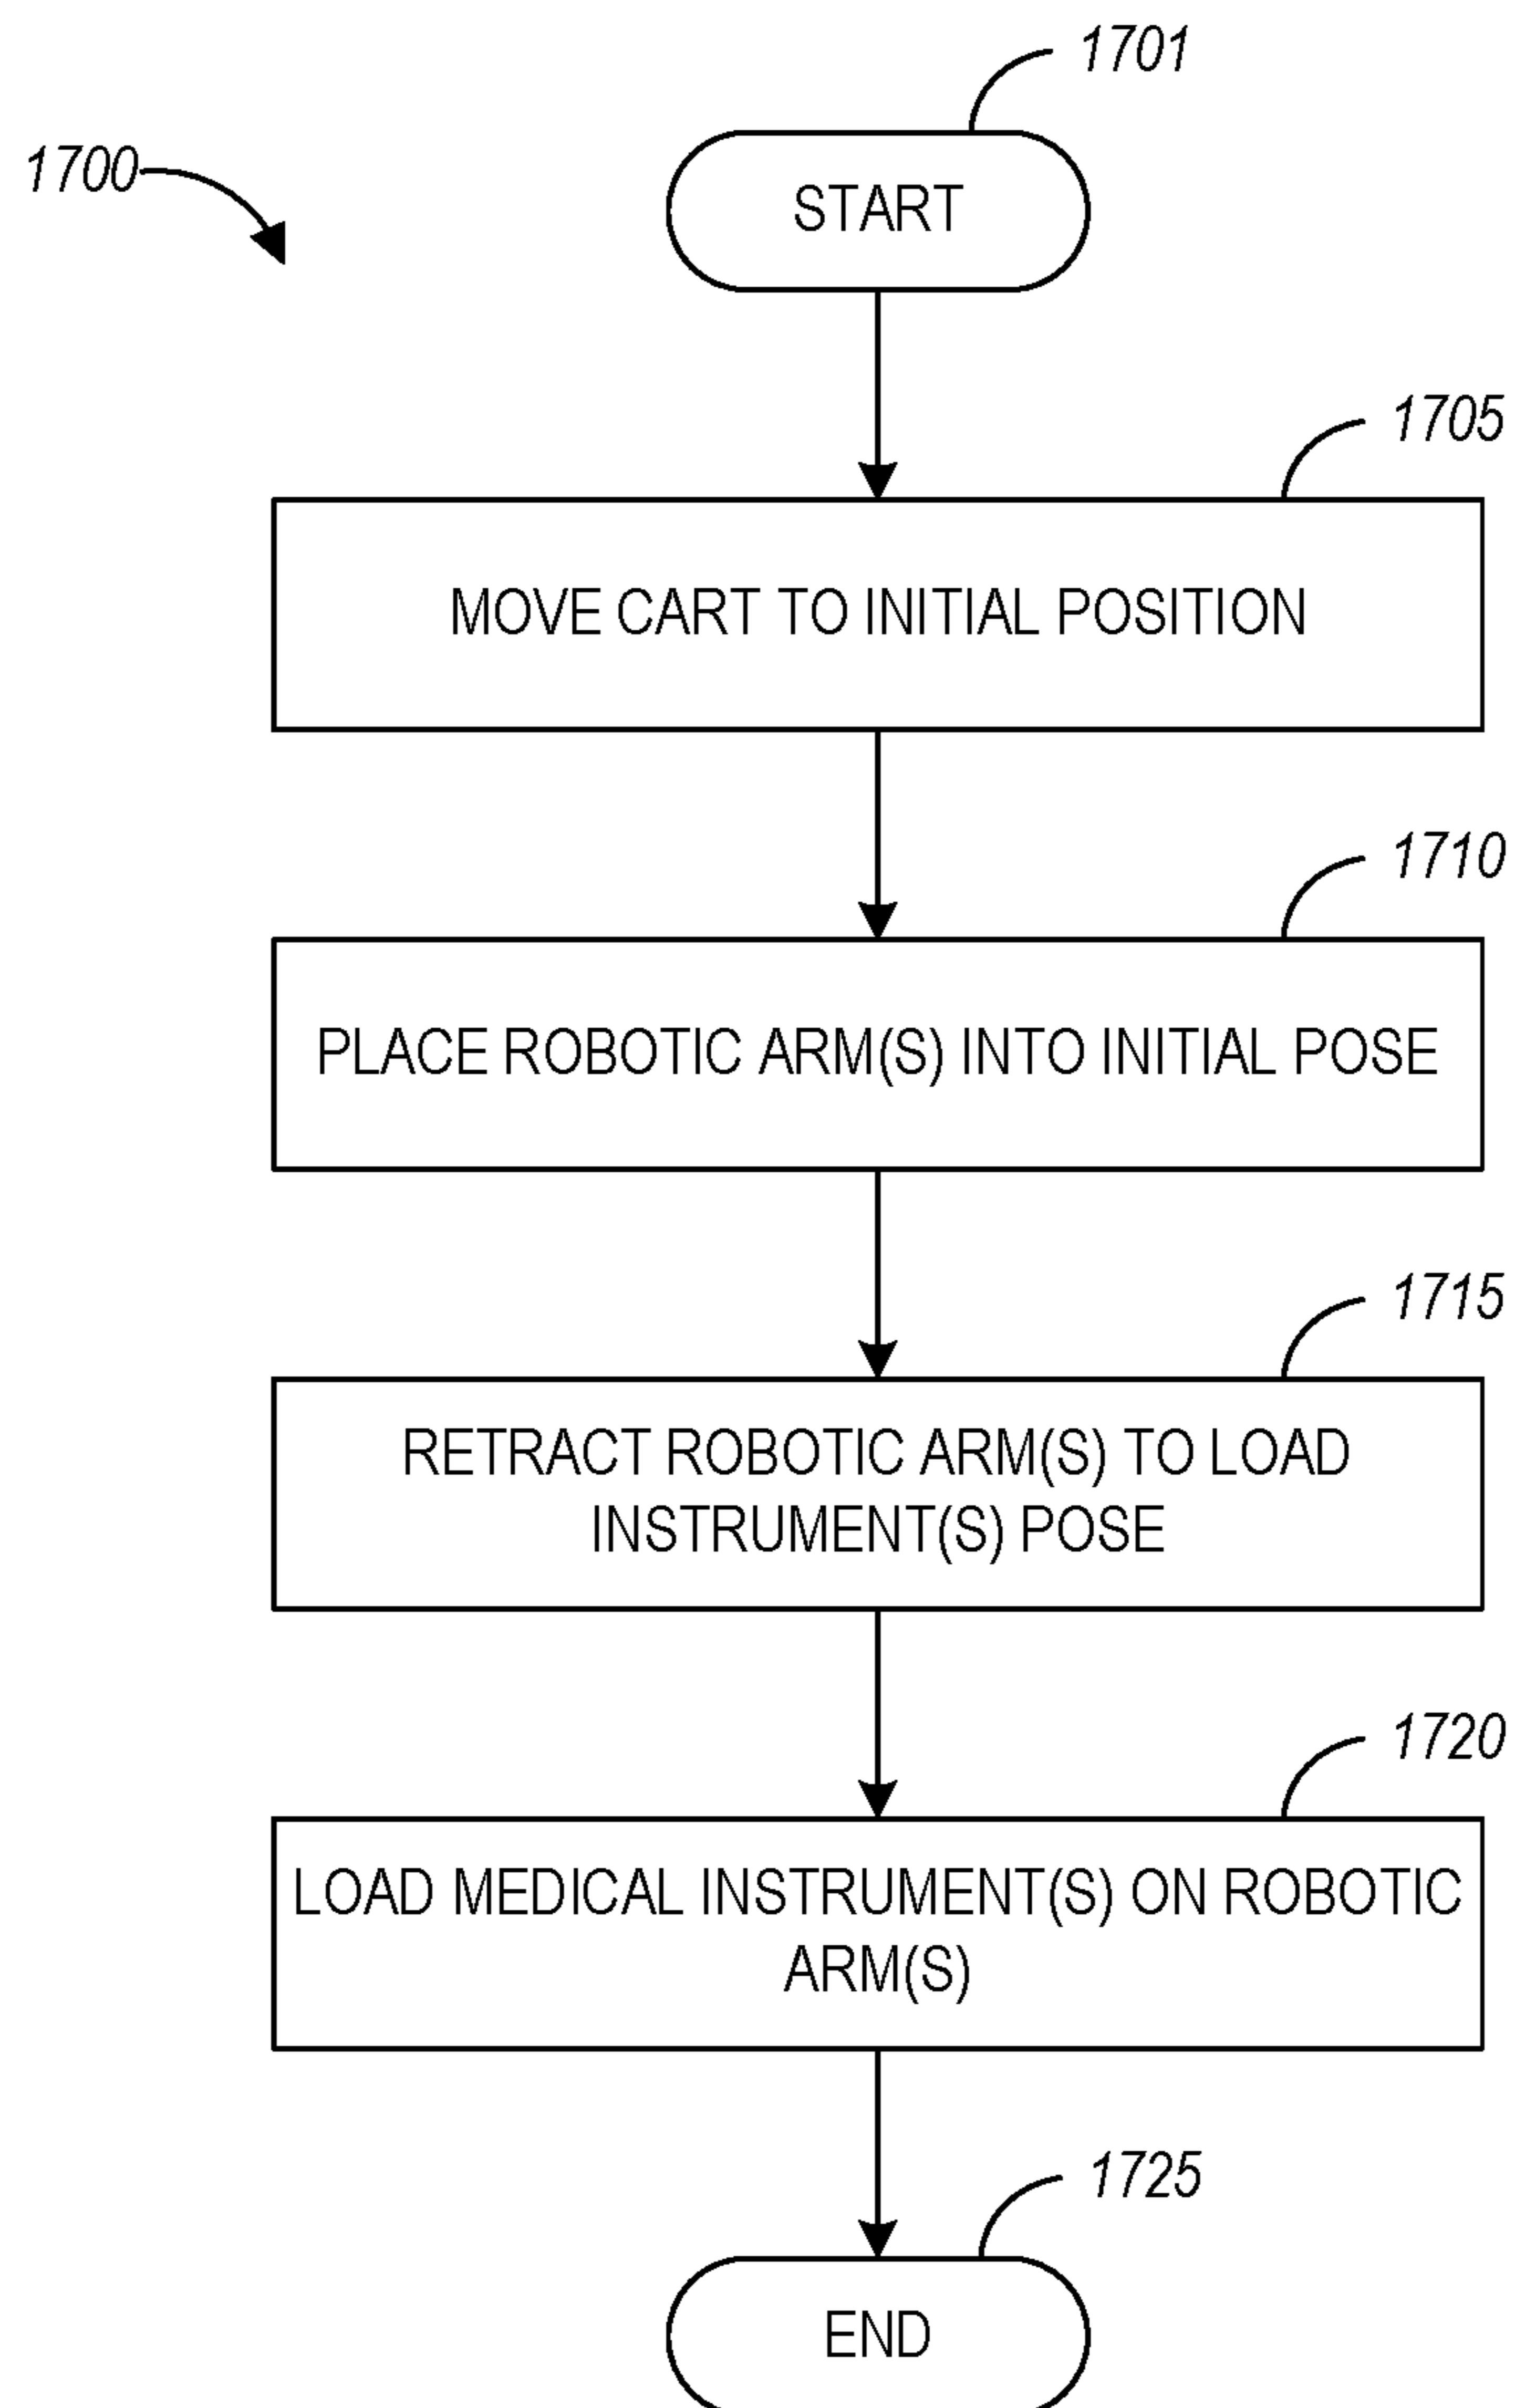 1701
1700
START
1705
MOVE CART TO INITIAL POSITION
1710
PLACE ROBOTIC ARM(S) INTO INITIAL POSE
1715
RETRACT ROBOTIC ARM(S) TO LOAD
INSTRUMENT(S) POSE
1720
LOAD MEDICAL INSTRUMENT(S) ON ROBOTIC
ARM(S)
1725
END